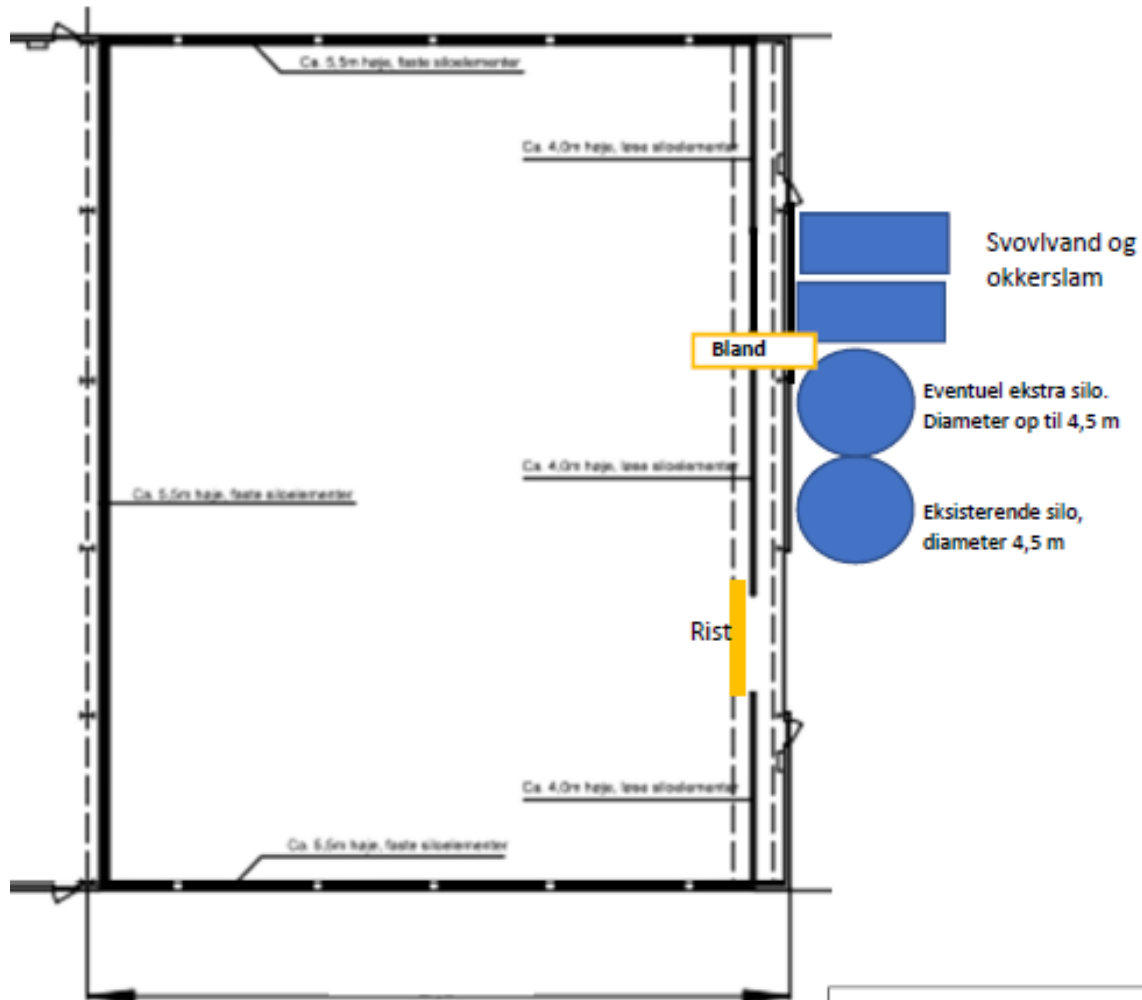 Ca. 5,5m høje, faste siloelementer
Ca. 4,0m høje, løse siloelementer
Svovlvand og
okkerslam
Bland
Eventuel ekstra silo.
Diameter op til 4,5 m
Ca. 4,0m høje, løse siloelementer
Ca. 5,5m høje, faste siloelementer
Eksisterende silo,
diameter 4,5 m
Rist
Ca. 4,0m høje, løse siloelementer
Ca. 5,5m høje, faste siloelementer